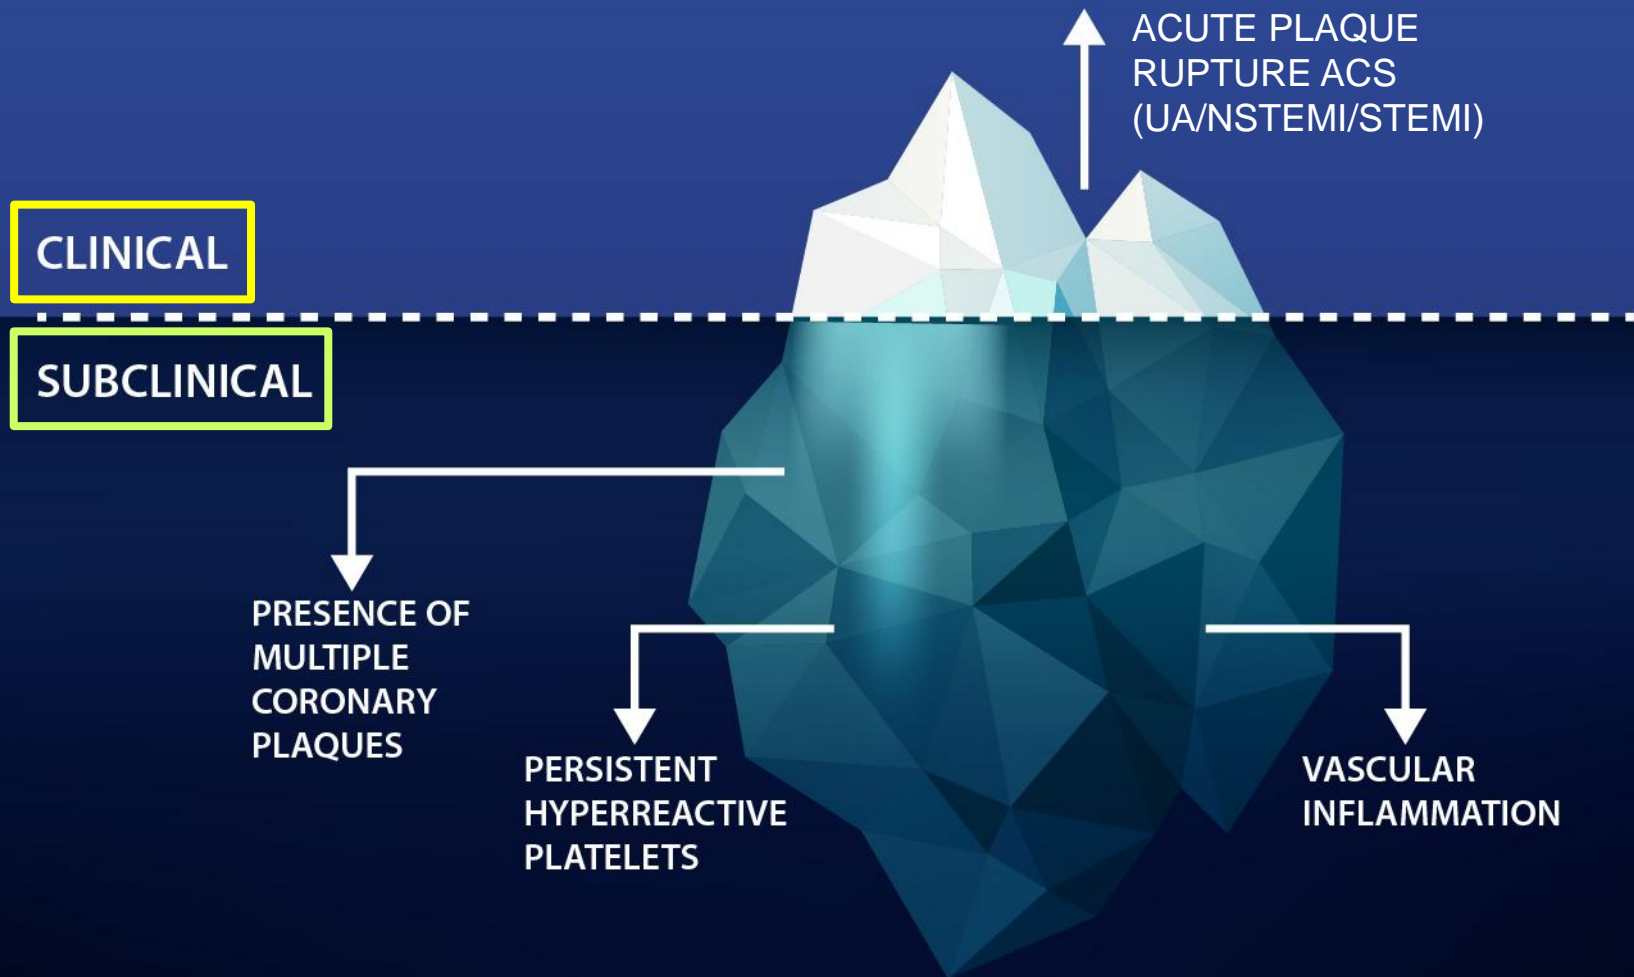 ACUTE PLAQUE
RUPTURE ACS
(UA/NSTEMI/STEMI)
CLINICAL
SUBCLINICAL
PRESENCE OF
MULTIPLE
CORONARY
PLAQUES
PERSISTENT
HYPERREACTIVE
PLATELETS
VASCULAR
INFLAMMATION